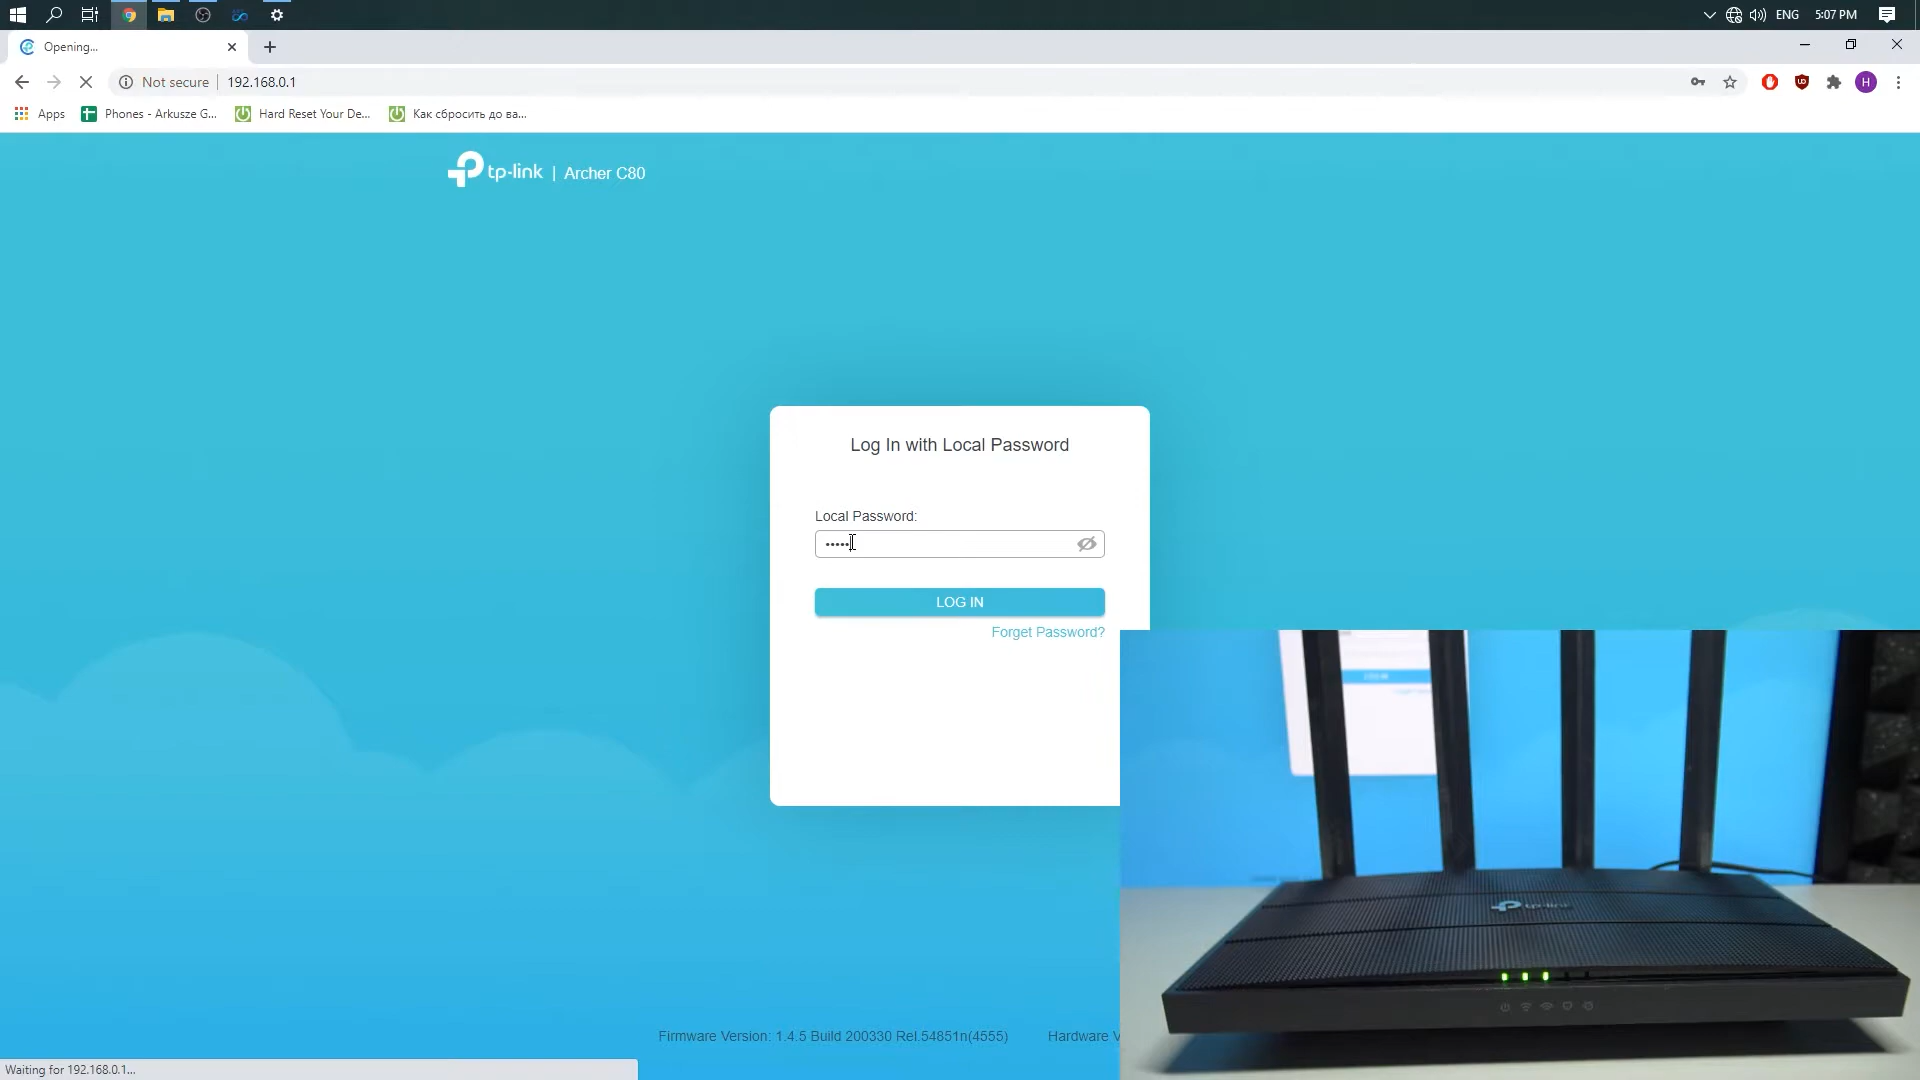 ENG 5:07 PM
Opening...
Not secure 192.168.0.1
H
Apps Phones - Arkusze G... Hard Reset Your De... Как сбросить до ва...
tp-link | Archer C80
Log In with Local Password
Local Password:
•••••
LOG IN
Forget Password?
tp-link
Firmware Version: 1.4.5 Build 200330 Rel.54851n(4555) Hardware V
Waiting for 192.168.0.1...